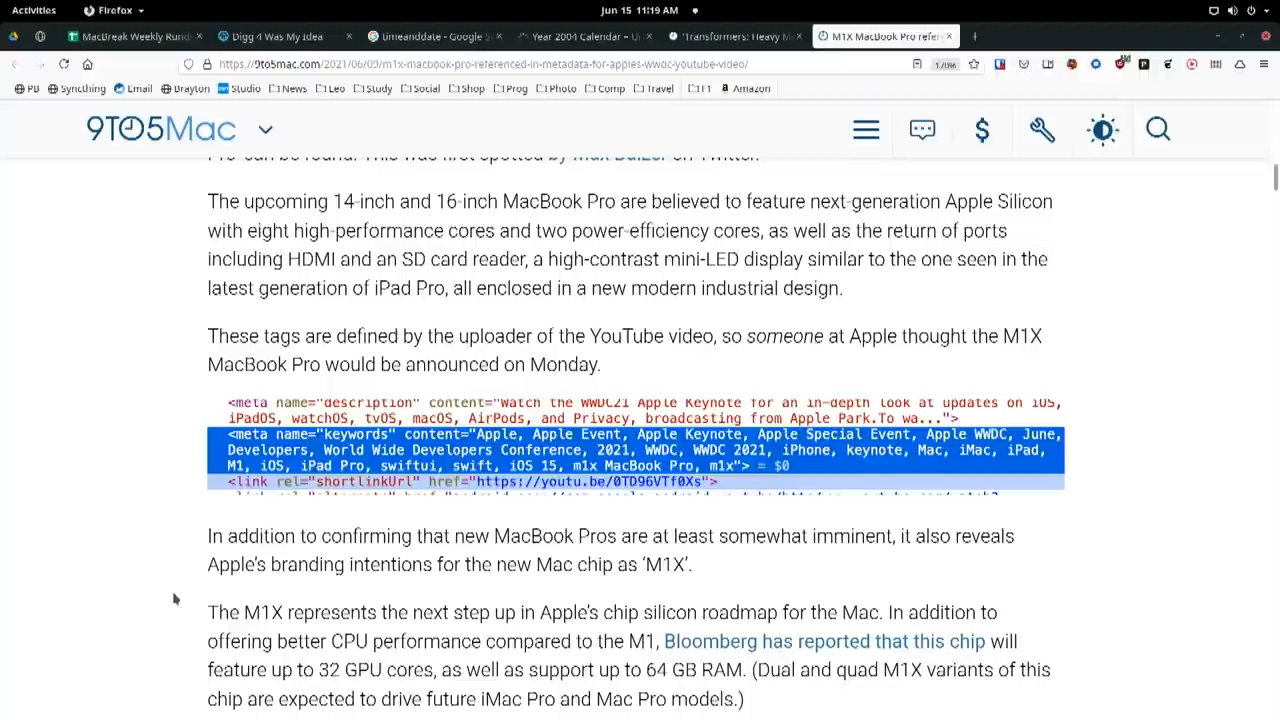 Activities
Firefox
Jun 15 11:19 AM
MacBreak Weekly Rund
Digg 4 Was My Idea
timeanddate - Google S
Year 2004 Calendar – U
'Transformers: Heavy M
M1X MacBook Pro refere
https://9to5mac.com/2021/06/09/m1x-macbook-pro-referenced-in-metadata-for-apples-wwdc-youtube-video/
170%
PB Syncthing Email Brayton Studio News Leo Study Social Shop Prog Photo Comp Travel F1 Amazon
9TO5Mac
The upcoming 14-inch and 16-inch MacBook Pro are believed to feature next-generation Apple Silicon
with eight high-performance cores and two power-efficiency cores, as well as the return of ports
including HDMI and an SD card reader, a high-contrast mini-LED display similar to the one seen in the
latest generation of iPad Pro, all enclosed in a new modern industrial design.
These tags are defined by the uploader of the YouTube video, so someone at Apple thought the M1X
MacBook Pro would be announced on Monday.
<meta name="description" content="Watch the WWDC21 Apple Keynote for an in-depth look at updates on iOS,
iPadOS, watchOS, tvOS, macOS, AirPods, and Privacy, broadcasting from Apple Park.To wa...">
<meta name="keywords" content="Apple, Apple Event, Apple Keynote, Apple Special Event, Apple WWDC, June,
Developers, World Wide Developers Conference, 2021, WWDC, WWDC 2021, iPhone, keynote, Mac, iMac, iPad,
M1, iOS, iPad Pro, swiftui, swift, iOS 15, m1x MacBook Pro, m1x"> = $0
<link rel="shortlinkUrl" href="https://youtu.be/0TD96VTf0Xs">
In addition to confirming that new MacBook Pros are at least somewhat imminent, it also reveals
Apple's branding intentions for the new Mac chip as 'M1X'.
The M1X represents the next step up in Apple's chip silicon roadmap for the Mac. In addition to
offering better CPU performance compared to the M1, Bloomberg has reported that this chip will
feature up to 32 GPU cores, as well as support up to 64 GB RAM. (Dual and quad M1X variants of this
chip are expected to drive future iMac Pro and Mac Pro models.)